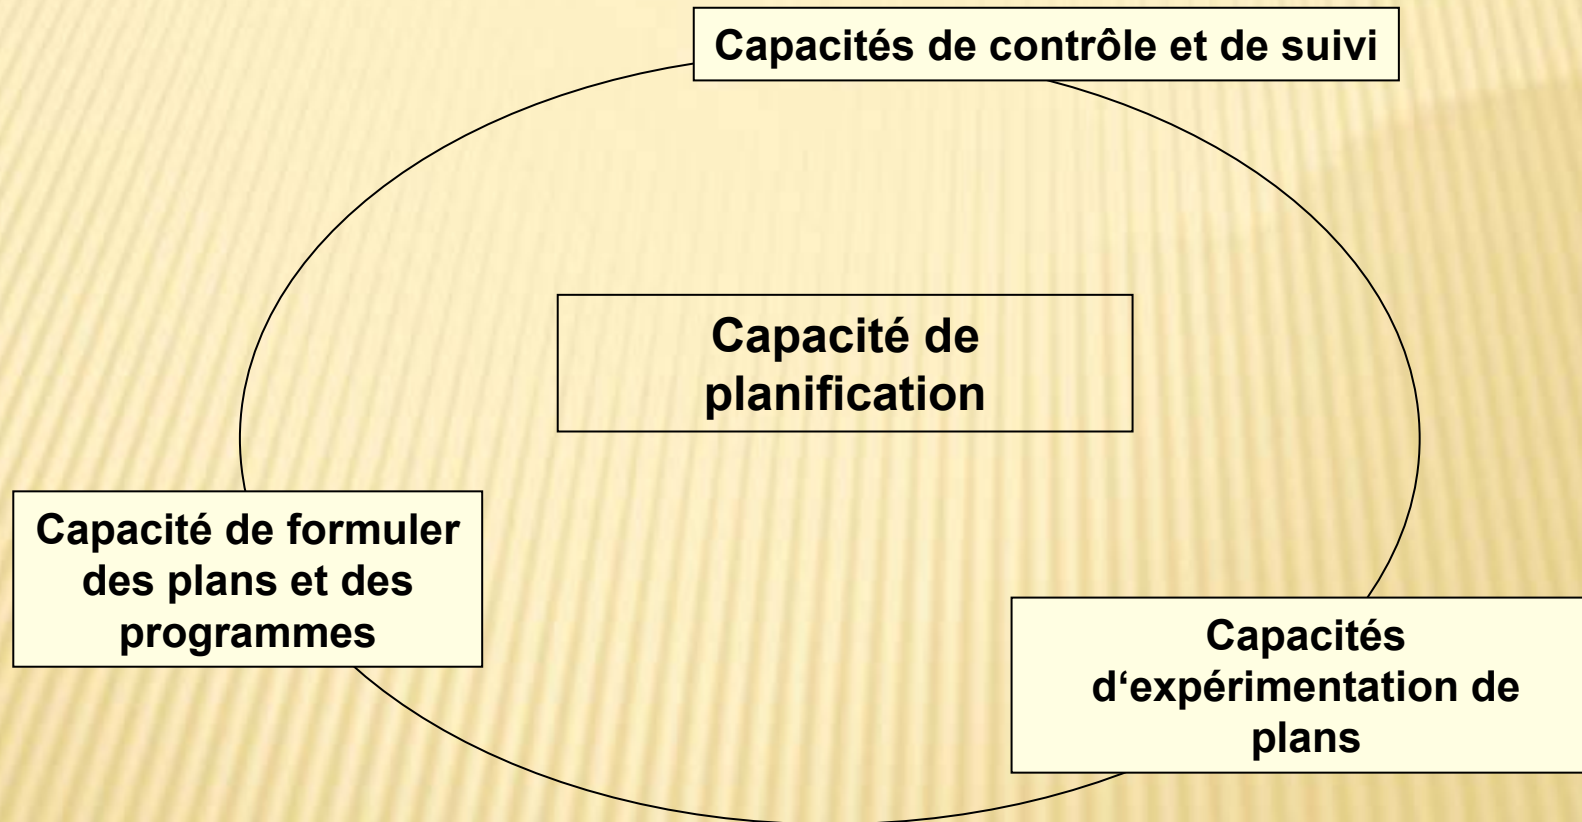 Capacités de contrôle et de suivi
Capacité de
planification
Capacité de formuler
des plans et des
programmes
Capacités
d‘expérimentation de
plans